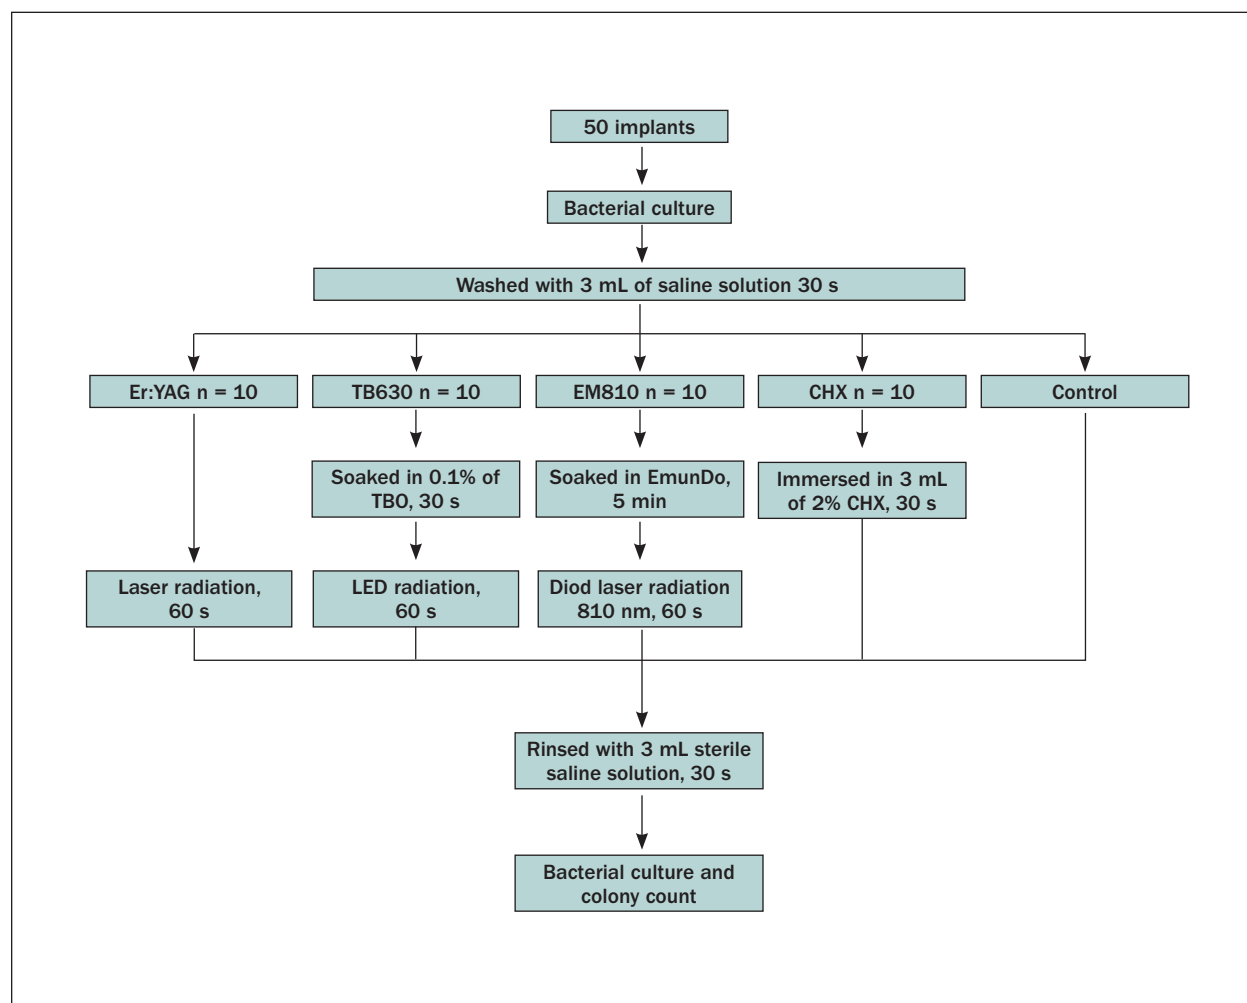 50 implants
Bacterial culture
Washed with 3 mL of saline solution 30 s
Er:YAG n = 10
TB630 n = 10
EM810 n = 10
CHX n = 10
Control
Soaked in 0.1% of
TBO, 30 s
Soaked in EmunDo,
5 min
Immersed in 3 mL
of 2% CHX, 30 s
Laser radiation,
60 s
LED radiation,
60 s
Diod laser radiation
810 nm, 60 s
Rinsed with 3 mL sterile
saline solution, 30 s
Bacterial culture and
colony count